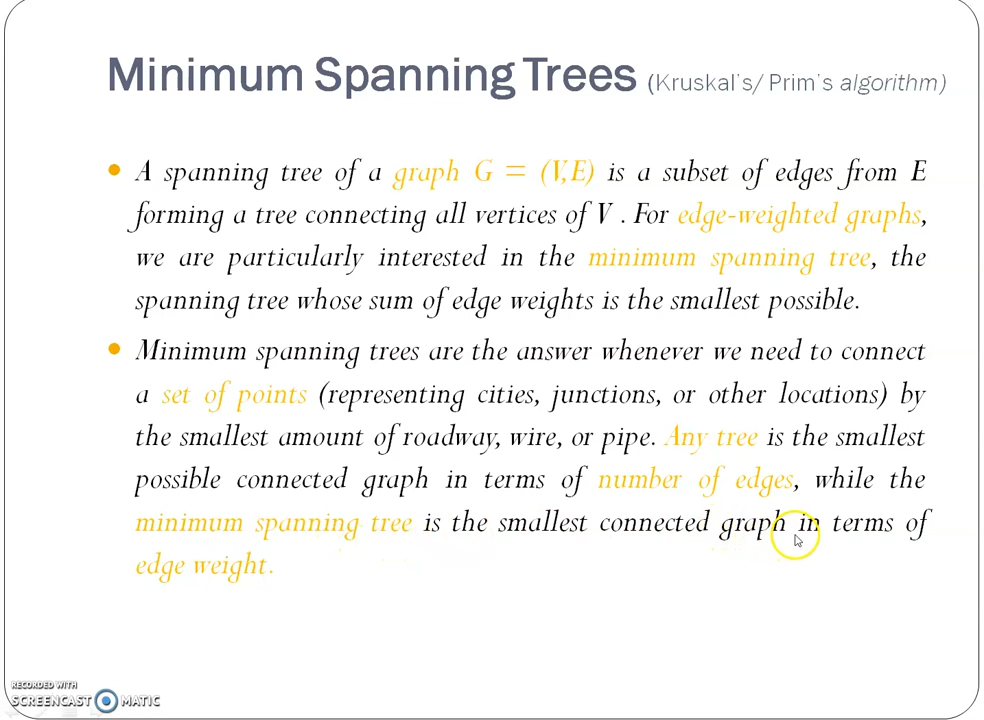 Minimum Spanning Trees (Kruskal's/ Prim's algorithm)
• A spanning tree of a graph G = (V,E) is a subset of edges from E
forming a tree connecting all vertices of V . For edge-weighted graphs,
we are particularly interested in the minimum spanning tree, the
spanning tree whose sum of edge weights is the smallest possible.
• Minimum spanning trees are the answer whenever we need to connect
a set of points (representing cities, junctions, or other locations) by
the smallest amount of roadway, wire, or pipe. Any tree is the smallest
possible connected graph in terms of number of edges, while the
minimum spanning tree is the smallest connected graph in terms of
edge weight.
RECORDED WITH
SCREENCAST MATIC